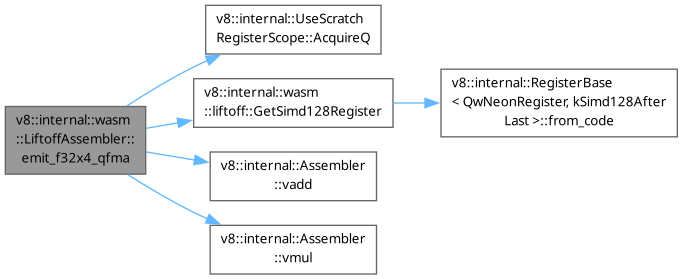 v8::internal::wasm
::LiftoffAssembler::
emit_f32x4_qfma
v8::internal::UseScratch
RegisterScope::AcquireQ
v8::internal::wasm
::liftoff::GetSimd128Register
v8::internal::RegisterBase
< QwNeonRegister, kSimd128After
Last >::from_code
v8::internal::Assembler
::vadd
v8::internal::Assembler
::vmul